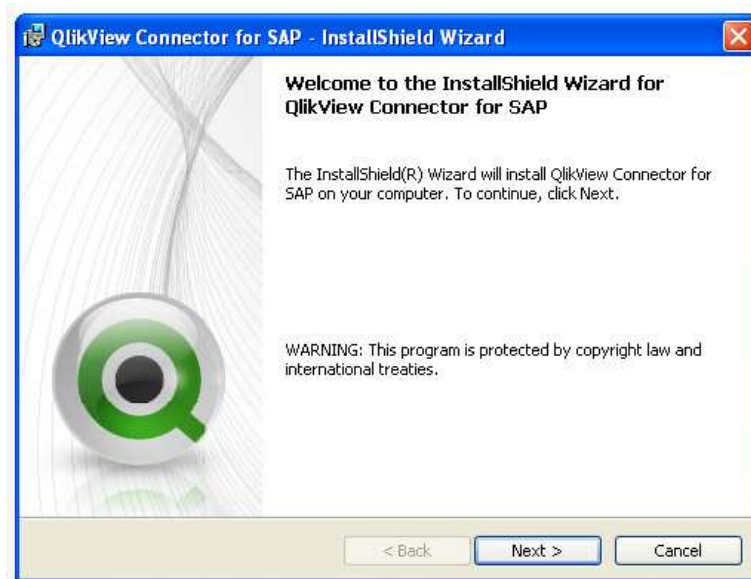 QlikView Connector for SAP - InstallShield Wizard
Welcome to the InstallShield Wizard for
QlikView Connector for SAP
The InstallShield(R) Wizard will install QlikView Connector for
SAP on your computer. To continue, click Next.
WARNING: This program is protected by copyright law and
international treaties.
< Back
Next >
Cancel